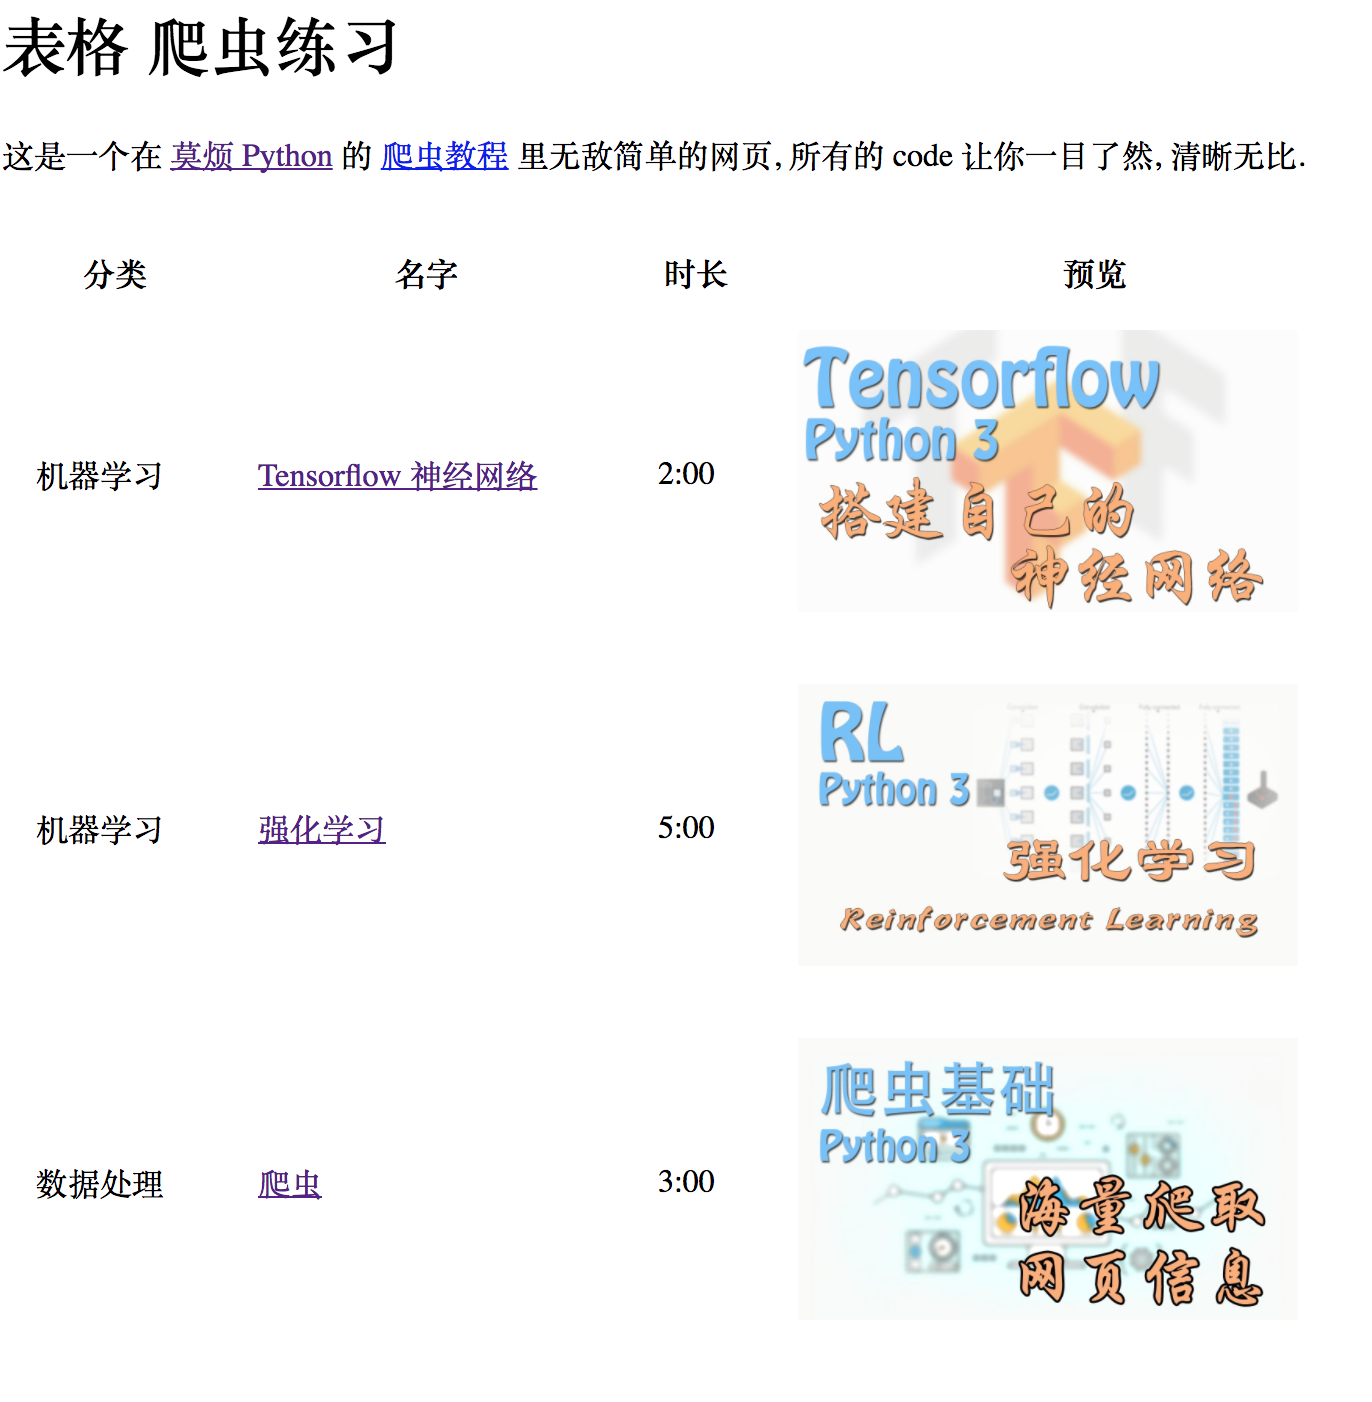 表格 爬虫练习
这是一个在 莫烦 Python 的 爬虫教程 里无敌简单的网页, 所有的 code 让你一目了然, 清晰无比.
分类 名字 时长 预览
机器学习 Tensorflow 神经网络 2:00
Tensorflow
Python 3
搭建自己的
神经网络
机器学习 强化学习 5:00
RL
Python 3
强化学习
Reinforcement Learning
数据处理 爬虫 3:00
爬虫基础
Python 3
海量爬取
网页信息